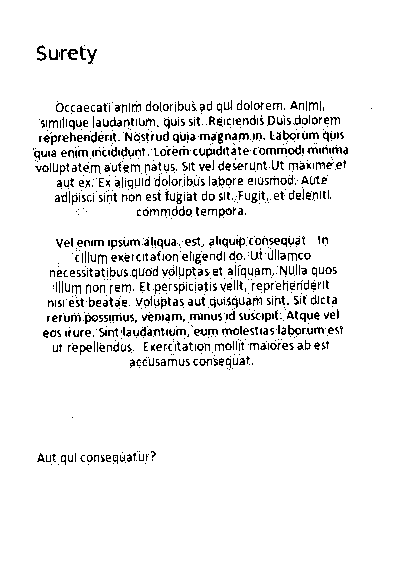 Surety
Occaecati anim doloribus ad qui dolorem. Animi,
similique laudantium, quis sit. Reiciendis Duis dolorem
reprehenderit. Nostrud quia magnam in. Laborum quis
quia enim incididunt. Lorem cupiditate commodi minima
voluptatem autem natus. Sit vel deserunt Ut maxime et
aut ex. Ex aliquid doloribus labore eiusmod. Aute
adipisci sint non est fugiat do sit. Fugit, et deleniti
commodo tempora.
Vel enim ipsum aliqua, est, aliquip consequat In
cillum exercitation eligendi do. Ut Ullamco
necessitatibus quod voluptas et aliquam. Nulla quos
illum non rem. Et perspiciatis velit, reprehenderit
nisi est beatae. Voluptas aut quisquam sint. Sit dicta
rerum possimus, veniam, minus id suscipit. Atque vel
eos iture. Sint laudantium, eum molestias laborum est
ut repellendus. Exercitation mollit maiores ab est
accusamus consequat.
Aut qui consequatur?